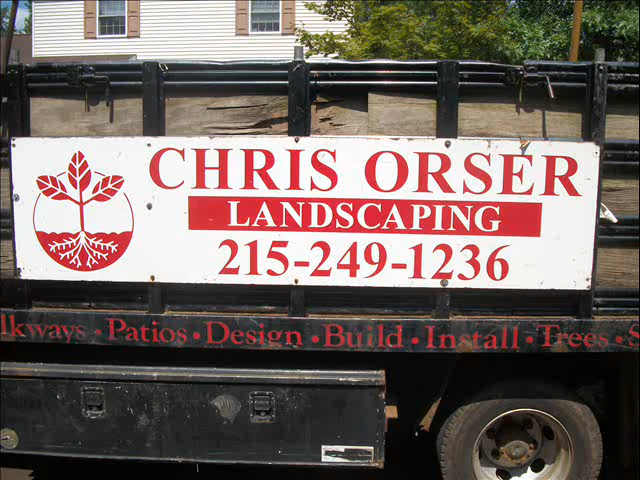 CHRIS ORSER
LANDSCAPING
215-249-1236
lkways • Patios • Design • Build • Install • Trees • S